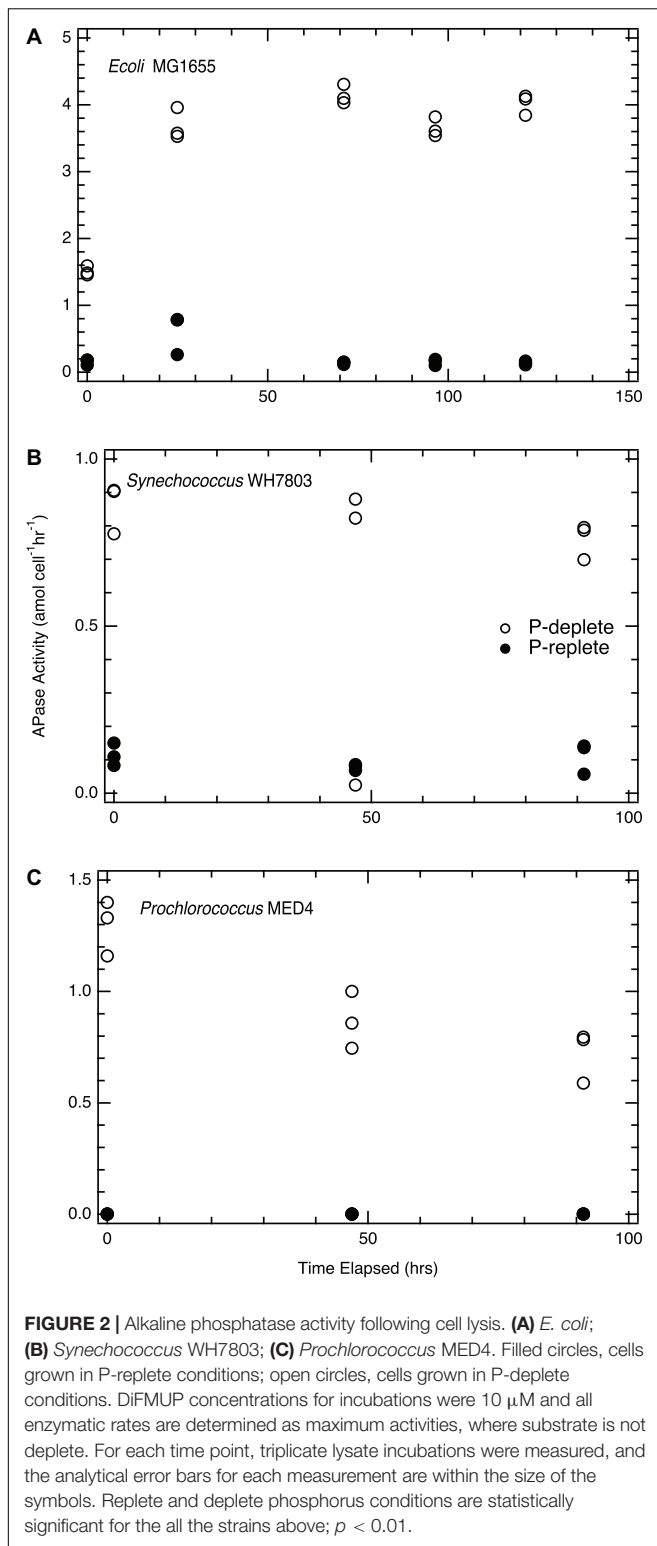 A
Ecoli MG1655
5
4
3
2
1
0
0 50 100 150
B
Synechococcus WH7803
1.0
0.5
0.0
P-deplete
P-replete
APase Activity (amol cell⁻¹hr⁻¹)
0 50 100
C
Prochlorococcus MED4
1.5
1.0
0.5
0.0
0 50 100
Time Elapsed (hrs)
FIGURE 2 | Alkaline phosphatase activity following cell lysis. (A) E. coli;
(B) Synechococcus WH7803; (C) Prochlorococcus MED4. Filled circles, cells
grown in P-replete conditions; open circles, cells grown in P-deplete
conditions. DiFMUP concentrations for incubations were 10 μM and all
enzymatic rates are determined as maximum activities, where substrate is not
deplete. For each time point, triplicate lysate incubations were measured, and
the analytical error bars for each measurement are within the size of the
symbols. Replete and deplete phosphorus conditions are statistically
significant for the all the strains above; p < 0.01.